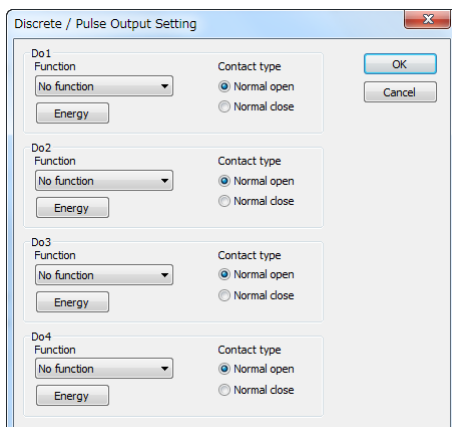 Discrete / Pulse Output Setting
Do1
Function
Contact type
OK
No function
Normal open
Cancel
Normal close
Energy
Do2
Function
Contact type
No function
Normal open
Normal close
Energy
Do3
Function
Contact type
No function
Normal open
Normal close
Energy
Do4
Function
Contact type
No function
Normal open
Normal close
Energy